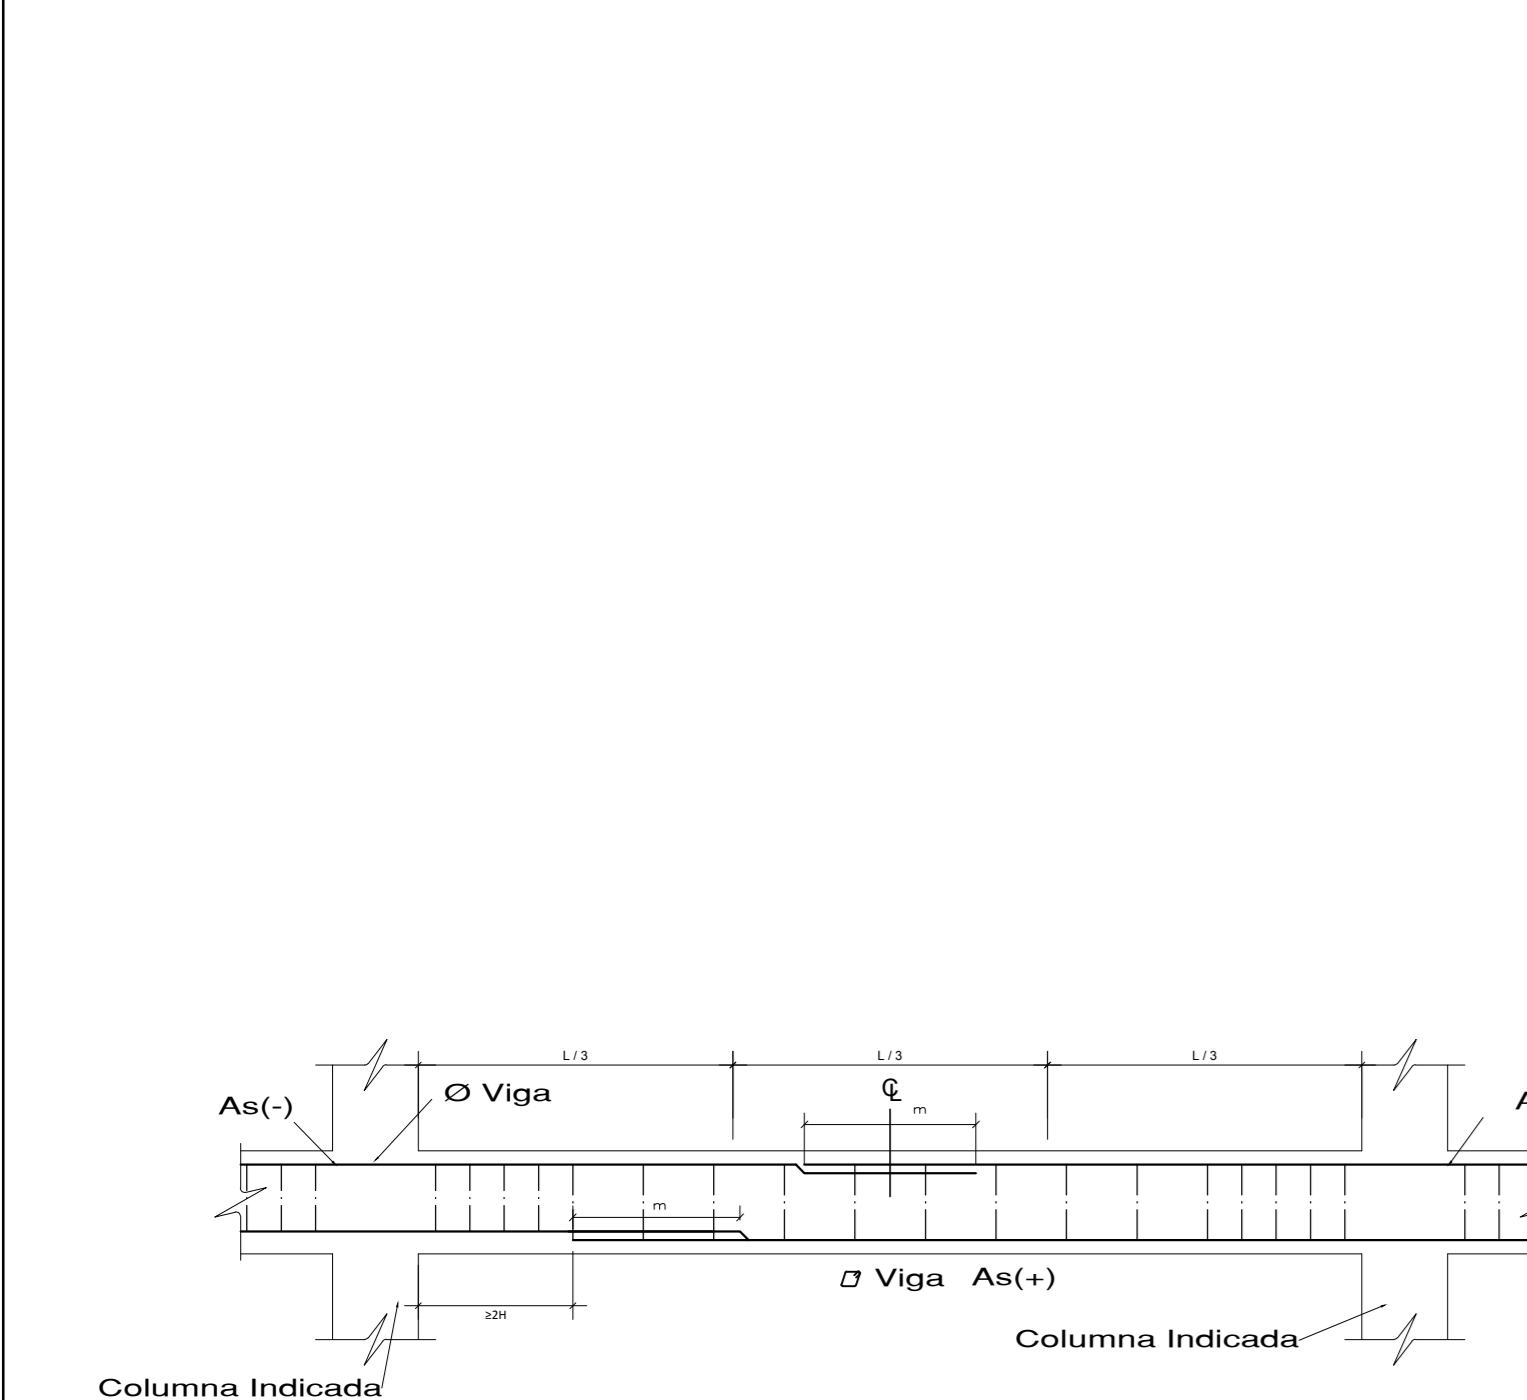 L / 3
L / 3
L / 3
℄
Ø Viga
As(-)
m
m
Viga As(+)
≥2H
Columna Indicada
Columna Indicada